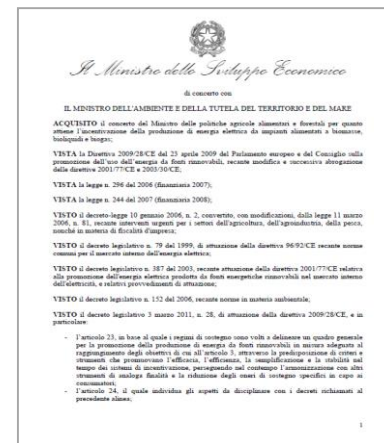 Il Ministro dello Sviluppo Economico
di concerto con
IL MINISTRO DELL'AMBIENTE E DELLA TUTELA DEL TERRITORIO E DEL MARE
ACQUISITO il concerto del Ministro delle politiche agricole alimentari e forestali per quanto
attiene l'incentivazione della produzione di energia elettrica da impianti alimentati a biomasse,
bioliquidi e biogas;
VISTA la Direttiva 2009/28/CE del 23 aprile 2009 del Parlamento europeo e del Consiglio sulla
promozione dell'uso dell'energia da fonti rinnovabili, recante modifica e successiva abrogazione
delle direttive 2001/77/CE e 2003/30/CE;
VISTA la legge n. 296 del 2006 (finanziaria 2007);
VISTA la legge n. 244 del 2007 (finanziaria 2008);
VISTO il decreto-legge 10 gennaio 2006, n. 2, convertito, con modificazioni, dalla legge 11 marzo
2006, n. 81, recante interventi urgenti per i settori dell'agricoltura, dell'agroindustria, della pesca,
nonché in materia di fiscalità d'impresa;
VISTO il decreto legislativo n. 79 del 1999, di attuazione della direttiva 96/92/CE recante norme
comuni per il mercato interno dell'energia elettrica;
VISTO il decreto legislativo n. 387 del 2003, recante attuazione della direttiva 2001/77/CE relativa
alla promozione dell'energia elettrica prodotta da fonti energetiche rinnovabili nel mercato interno
dell'elettricità, e relativi provvedimenti di attuazione;
VISTO il decreto legislativo n. 152 del 2006, recante norme in materia ambientale;
VISTO il decreto legislativo 3 marzo 2011, n. 28, di attuazione della direttiva 2009/28/CE, e in
particolare:
- l'articolo 23, in base al quale i regimi di sostegno sono volti a delineare un quadro generale
per la promozione della produzione di energia da fonti rinnovabili in misura adeguata al
raggiungimento degli obiettivi di cui all'articolo 3, attraverso la predisposizione di criteri e
strumenti che promuovono l'efficacia, l'efficienza, la semplificazione e la stabilità nel
tempo dei sistemi di incentivazione, perseguendo nel contempo l'armonizzazione con altri
strumenti di analoga finalità e la riduzione degli oneri di sostegno specifici in capo ai
consumatori;
- l'articolo 24, il quale individua gli aspetti da disciplinare con i decreti richiamati al
precedente alinea;
1